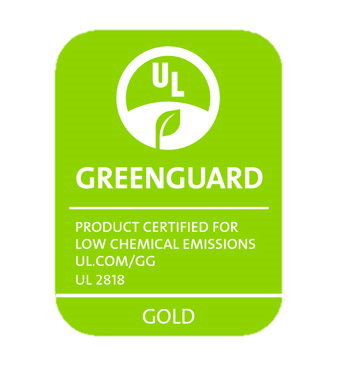 UL
GREENGUARD
PRODUCT CERTIFIED FOR
LOW CHEMICAL EMISSIONS
UL.COM/GG
UL 2818
GOLD